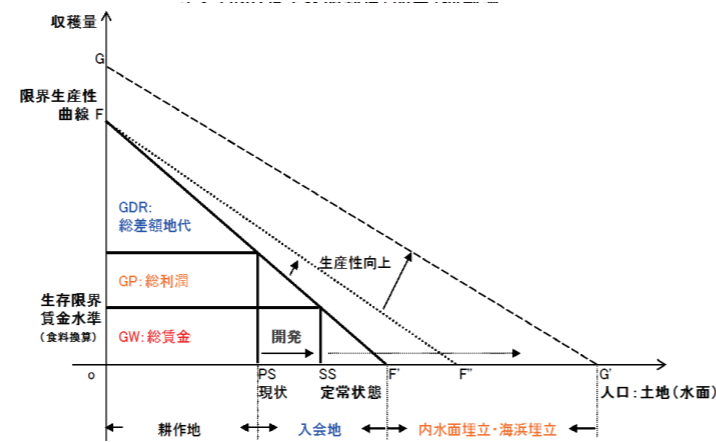 収穫量
G
限界生産性
曲線 F
GDR:
総差額地代
生産性向上
GP:総利潤
生存限界
賃金水準
(食料換算)
GW:総賃金
開発
o
PS
SS
F'
F''
G'
現状
定常状態
人口:土地(水面)
耕作地
入会地
内水面埋立・海浜埋立